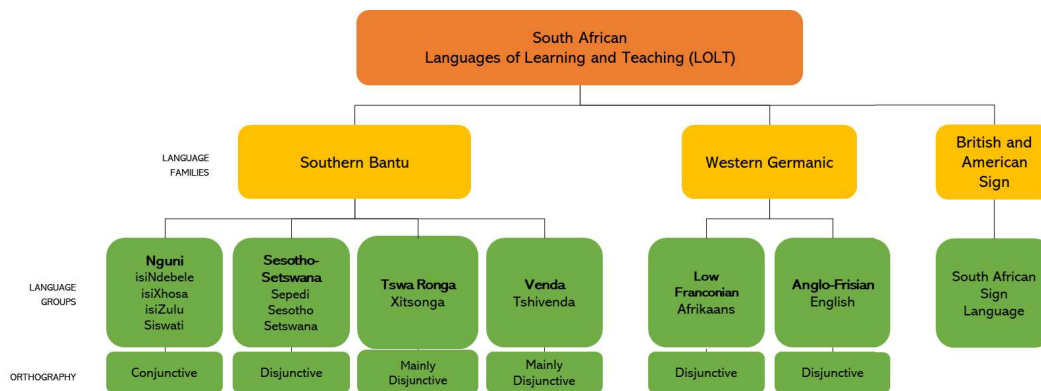 South African
Languages of Learning and Teaching (LOLT)
LANGUAGE
FAMILIES
Southern Bantu
Western Germanic
British and
American
Sign
LANGUAGE
GROUPS
Nguni
isiNdebele
isiXhosa
isiZulu
Siswati
Sesotho-
Setswana
Sepedi
Sesotho
Setswana
Tswa Ronga
Xitsonga
Venda
Tshivenda
Low
Franconian
Afrikaans
Anglo-Frisian
English
South African
Sign
Language
ORTHOGRAPHY
Conjunctive
Disjunctive
Mainly
Disjunctive
Mainly
Disjunctive
Disjunctive
Disjunctive